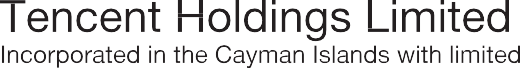 Tencent Holdings Limited
Incorporated in the Cayman Islands with limited